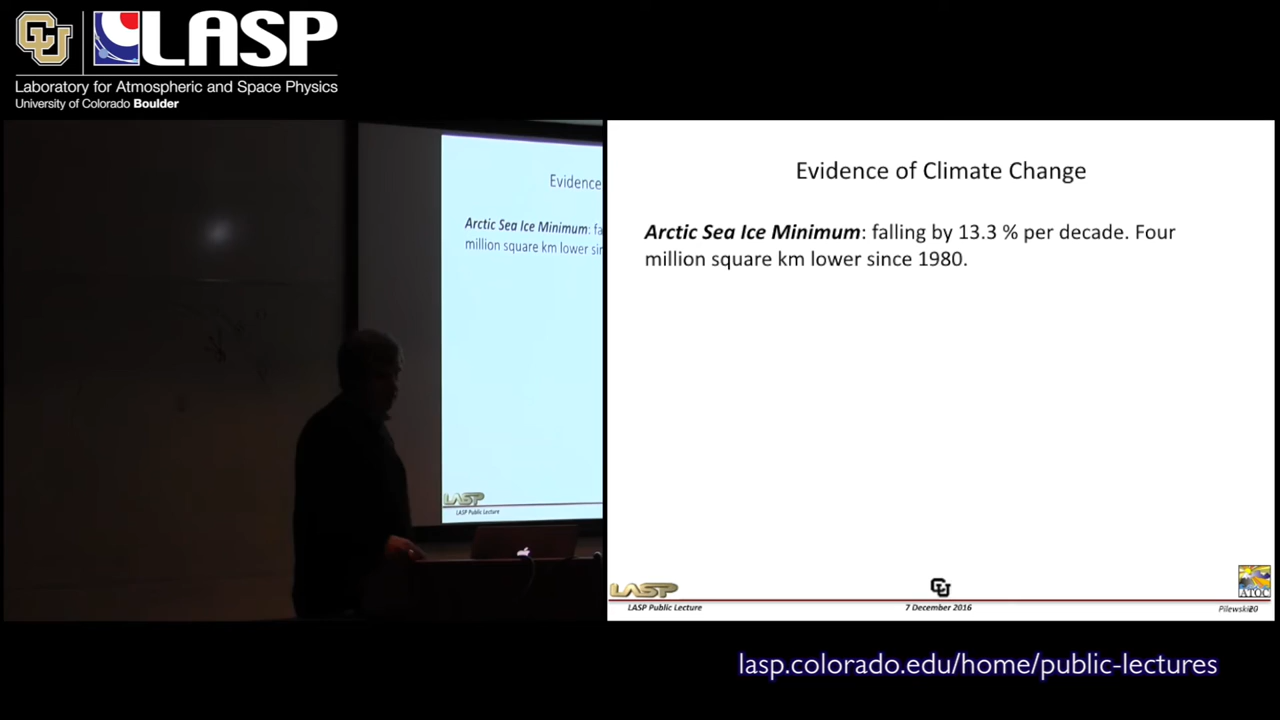 CU
LASP
Laboratory for Atmospheric and Space Physics
University of Colorado Boulder
Evidence
Arctic Sea Ice Minimum: fa
million square km lower sin
LASP
LASP Public Lecture
Evidence of Climate Change
Arctic Sea Ice Minimum: falling by 13.3 % per decade. Four
million square km lower since 1980.
LASP
CU
ATOC
LASP Public Lecture
7 December 2016
Pilewskie
lasp.colorado.edu/home/public-lectures